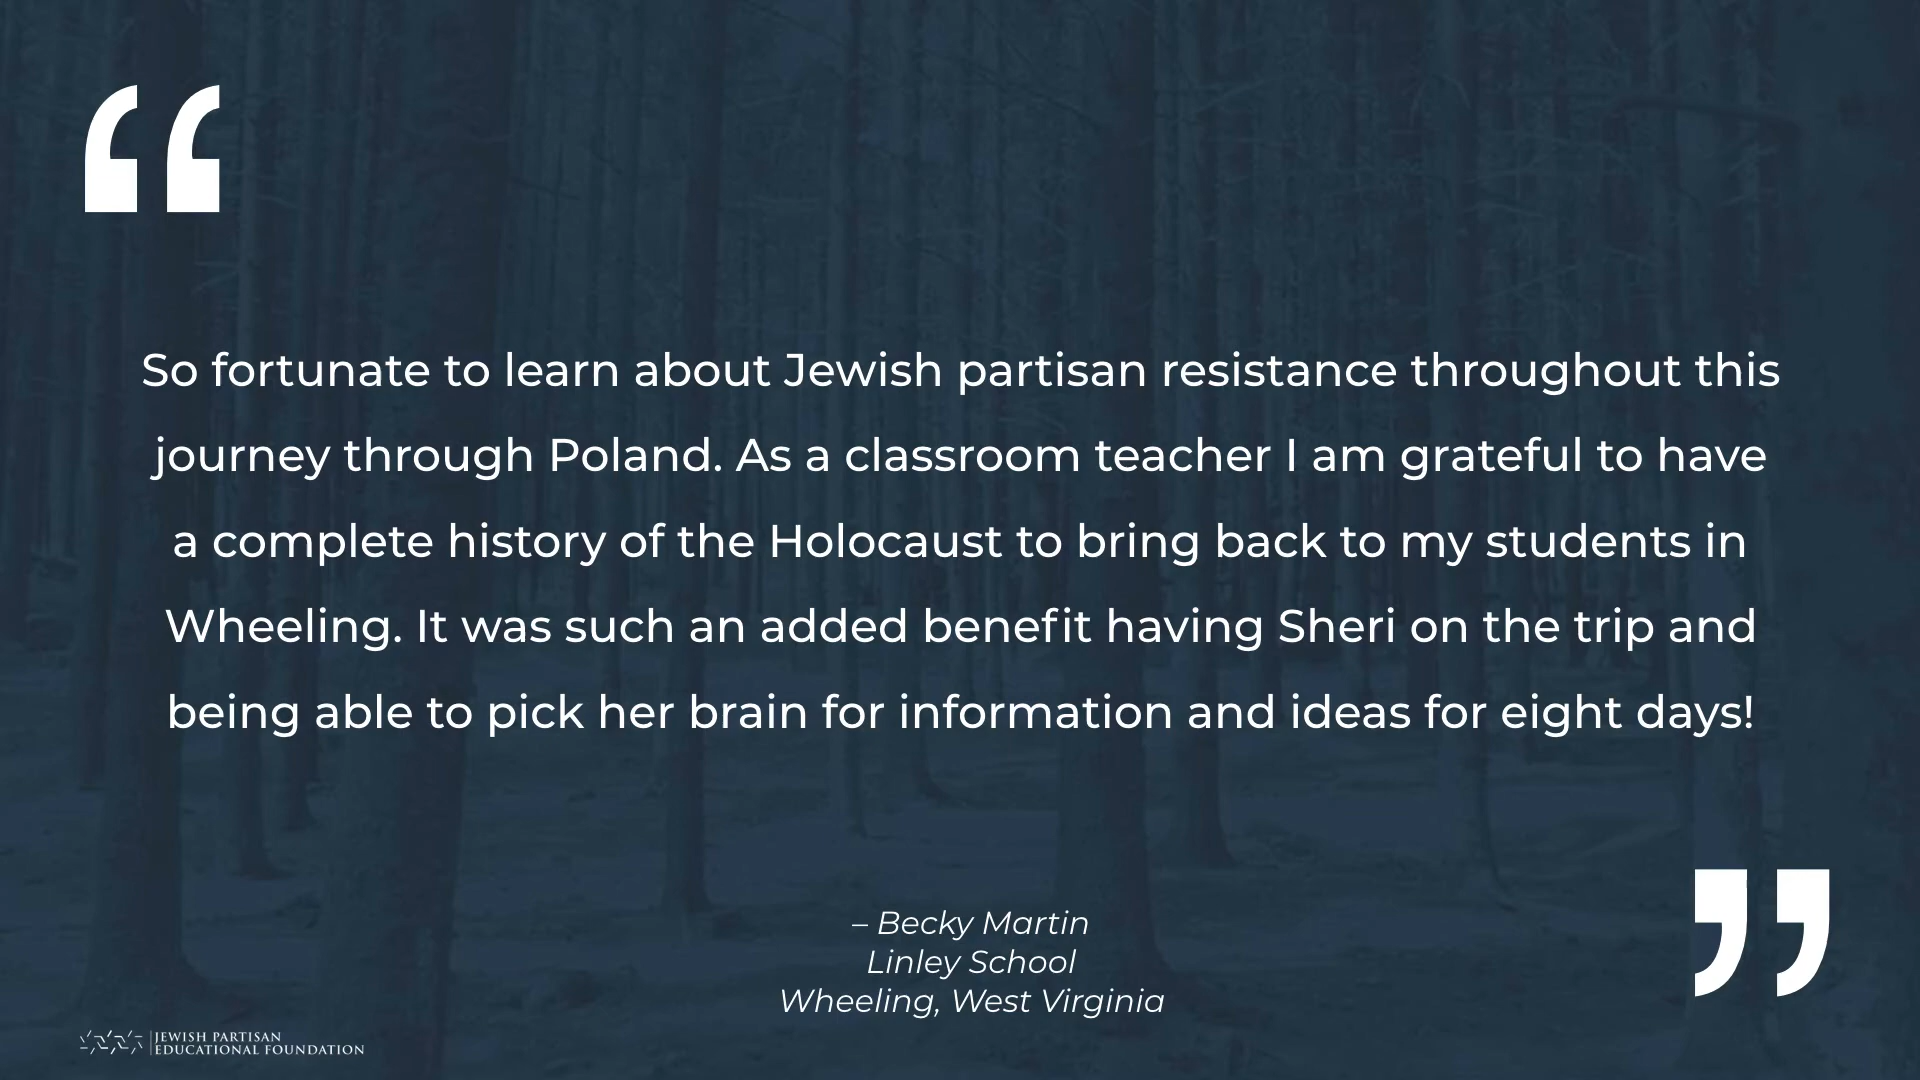 “
So fortunate to learn about Jewish partisan resistance throughout this
journey through Poland. As a classroom teacher I am grateful to have
a complete history of the Holocaust to bring back to my students in
Wheeling. It was such an added benefit having Sheri on the trip and
being able to pick her brain for information and ideas for eight days!
”
– Becky Martin
Linley School
Wheeling, West Virginia
JEWISH PARTISAN
EDUCATIONAL FOUNDATION